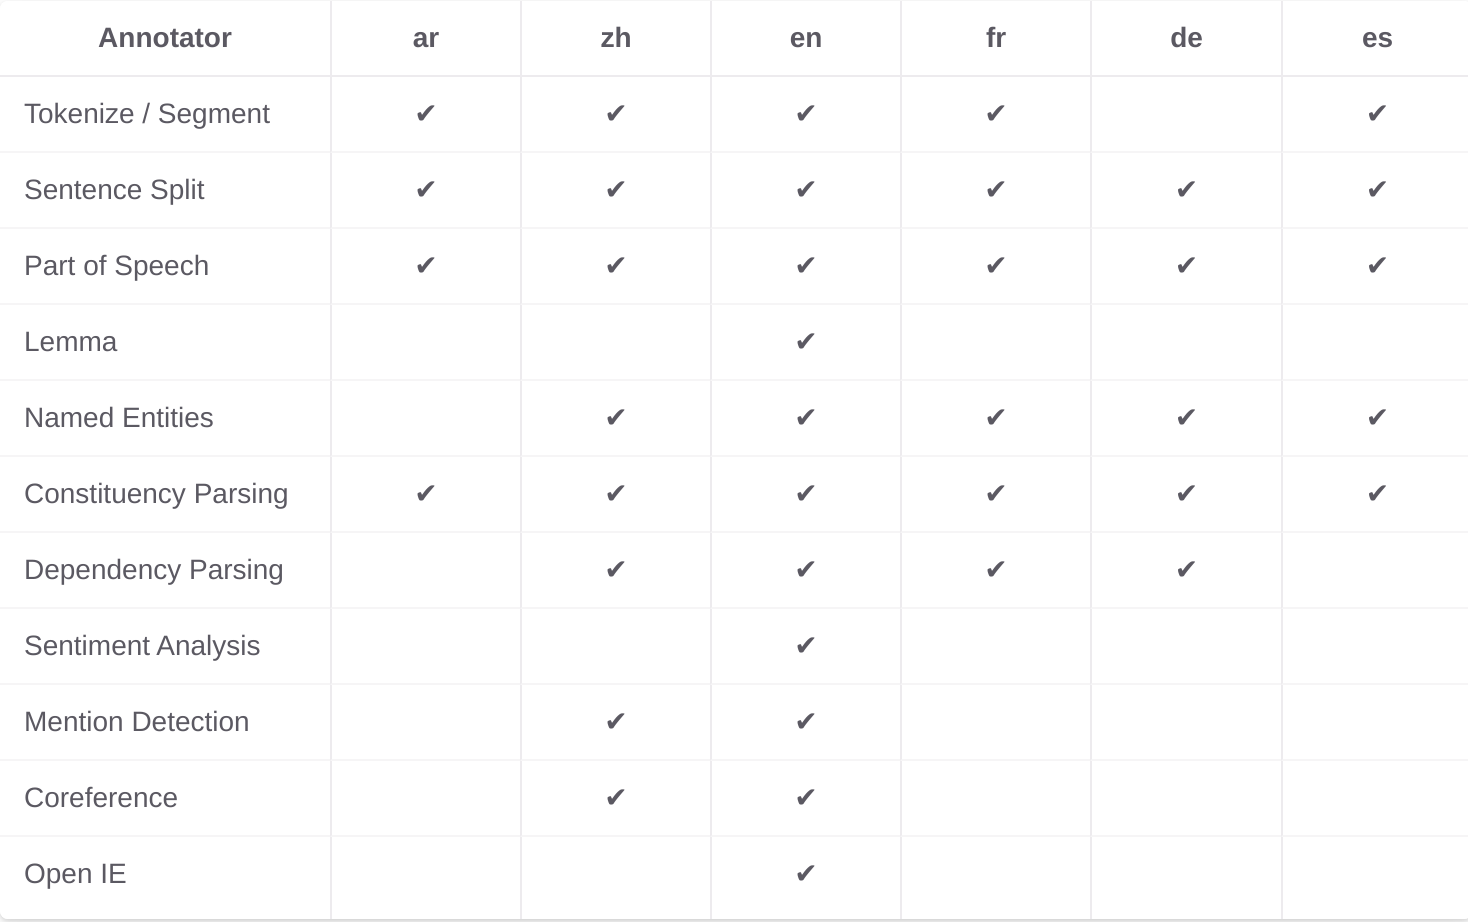 Annotator ar zh en fr de es
Tokenize / Segment ✔ ✔ ✔ ✔ ✔
Sentence Split ✔ ✔ ✔ ✔ ✔ ✔
Part of Speech ✔ ✔ ✔ ✔ ✔ ✔
Lemma ✔
Named Entities ✔ ✔ ✔ ✔ ✔
Constituency Parsing ✔ ✔ ✔ ✔ ✔ ✔
Dependency Parsing ✔ ✔ ✔ ✔
Sentiment Analysis ✔
Mention Detection ✔ ✔
Coreference ✔ ✔
Open IE ✔